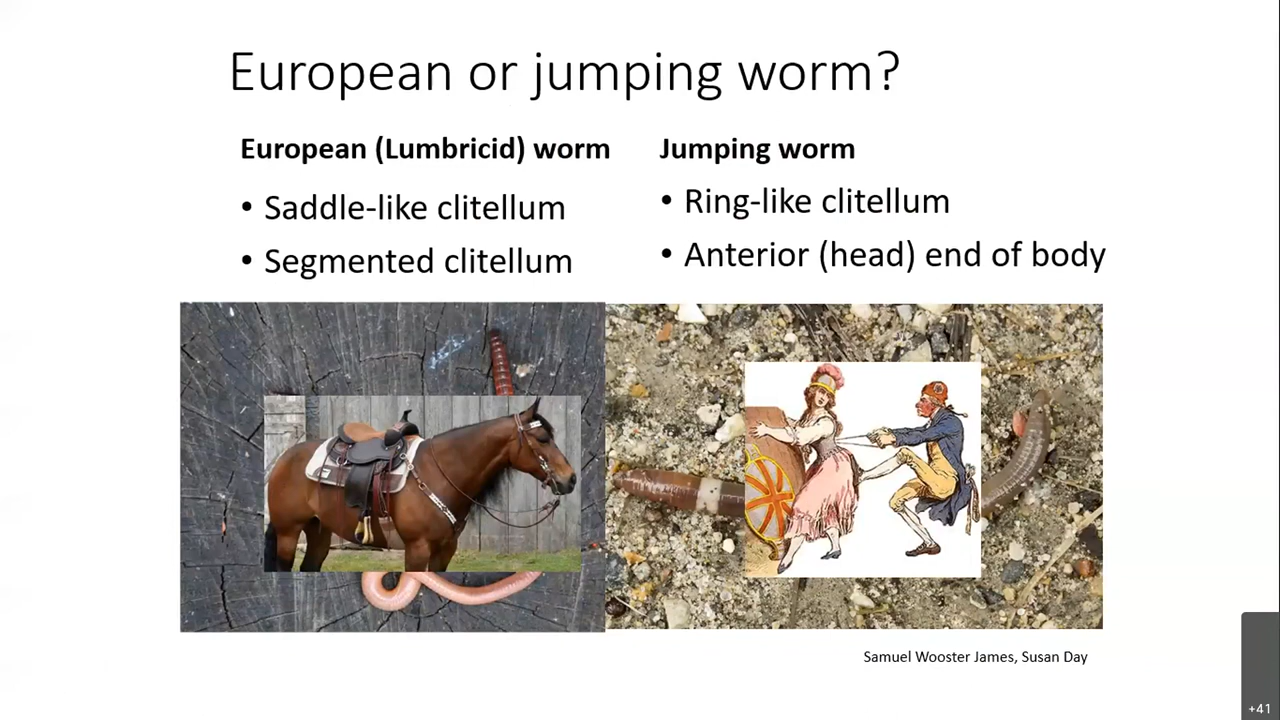 European or jumping worm?
European (Lumbricid) worm
• Saddle-like clitellum
• Segmented clitellum
Jumping worm
• Ring-like clitellum
• Anterior (head) end of body
Samuel Wooster James, Susan Day
+41